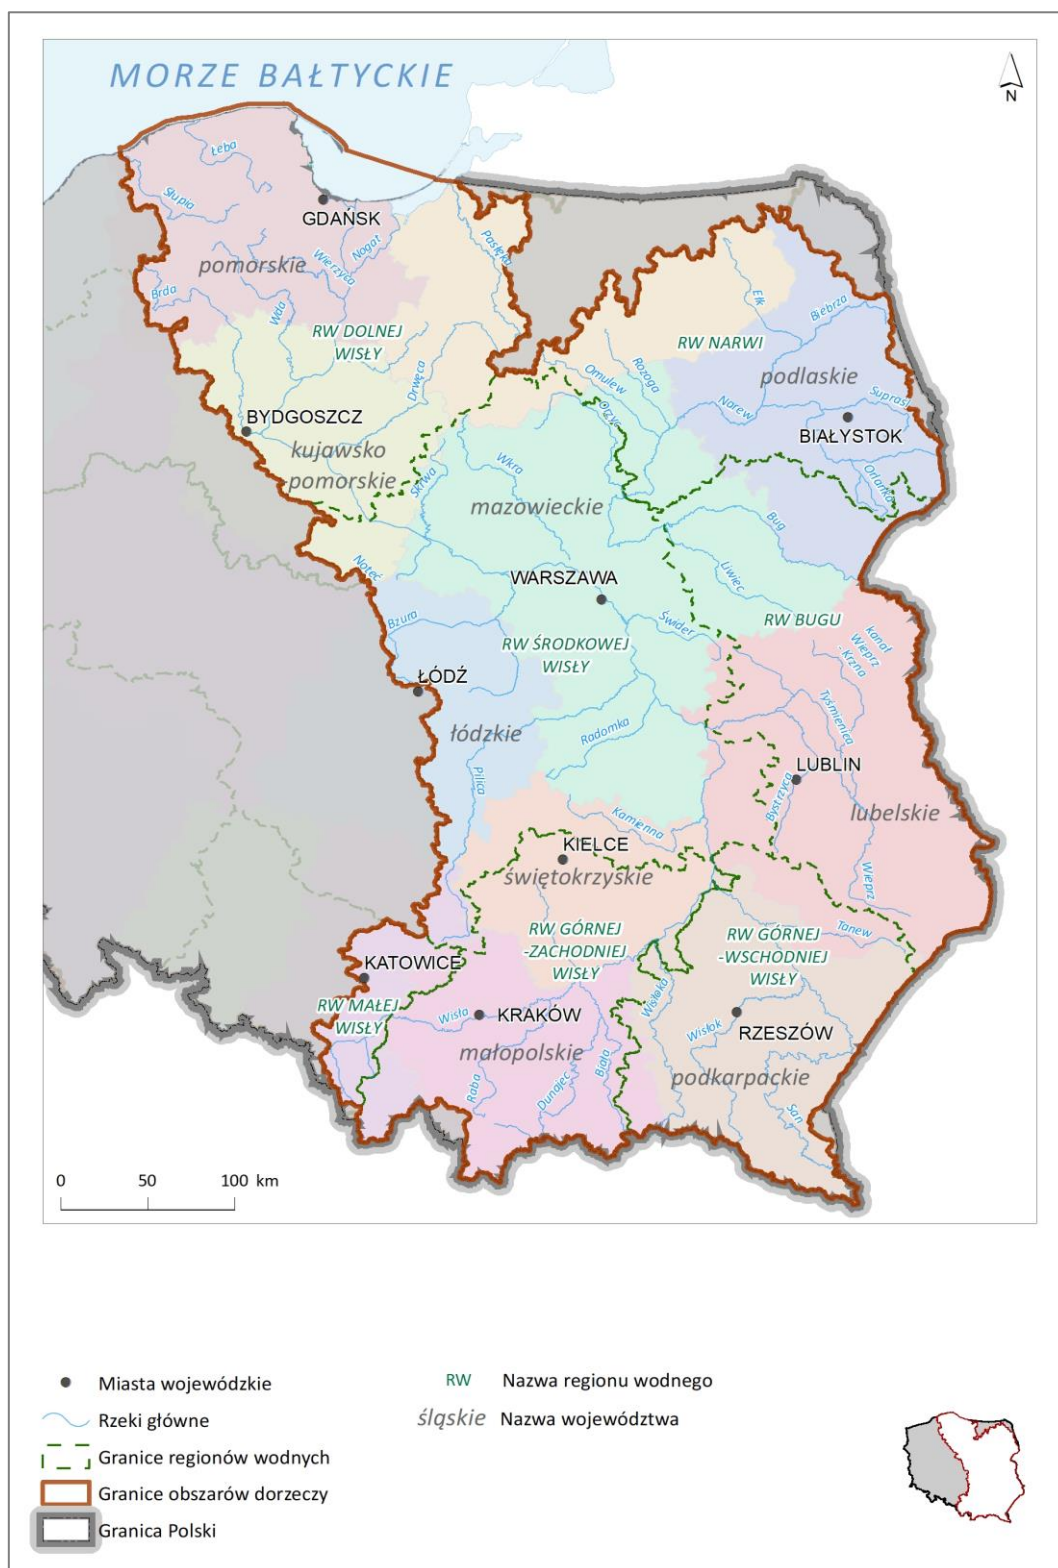 MORZE BAŁTYCKIE
N
Łeba
Słupia
GDAŃSK
Pasłęka
Nogat
Wierzyca
pomorskie
Brda
Wda
Ełk
Biebrza
RW DOLNEJ
WISŁY
RW NARWI
Drwęca
Omulew
Rozoga
podlaskie
Supraśl
Orzyc
Narew
BYDGOSZCZ
BIAŁYSTOK
kujawsko
pomorskie
Skrwa
Wkra
Orlanka
mazowieckie
Bug
Noteć
Liwiec
WARSZAWA
Bzura
Świder
RW BUGU
kanał
Wieprz
- Krzna
RW ŚRODKOWEJ
WISŁY
ŁÓDŹ
Tyśmienica
łódzkie
Radomka
Pilica
LUBLIN
Bystrzyca
lubelskie
Kamienna
KIELCE
świętokrzyskie
Wieprz
RW GÓRNEJ
-ZACHODNIEJ
WISŁY
RW GÓRNEJ
-WSCHODNIEJ
WISŁY
Tanew
KATOWICE
Wisłoka
RW MAŁEJ
WISŁY
Wisła
KRAKÓW
Wisłok
RZESZÓW
małopolskie
podkarpackie
Raba
Dunajec
Biała
San
0 50 100 km
Miasta wojewódzkie
Rzeki główne
Granice regionów wodnych
Granice obszarów dorzeczy
Granica Polski
RW Nazwa regionu wodnego
śląskie Nazwa województwa